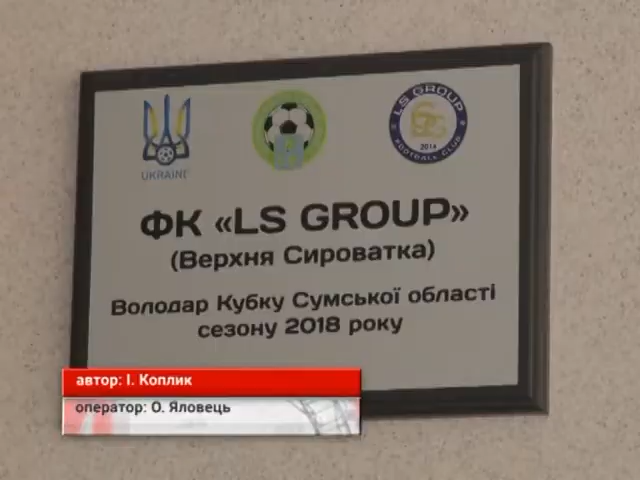 UKRAINE
LS GROUP
2014
FOOTBALL CLUB
ФК «LS GROUP»
(Верхня Сироватка)
Володар Кубку Сумської області
сезону 2018 року
автор: І. Коплик
оператор: О. Яловець